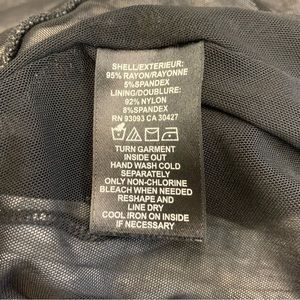 SHELL/EXTERIEUR:
95% RAYON/RAYONNE
5%SPANDEX
LINING/DOUBLURE:
92% NYLON
8%SPANDEX
RN 93093 CA 30427
TURN GARMENT
INSIDE OUT
HAND WASH COLD
SEPARATELY
ONLY NON-CHLORINE
BLEACH WHEN NEEDED
RESHAPE AND
LINE DRY
COOL IRON ON INSIDE
IF NECESSARY